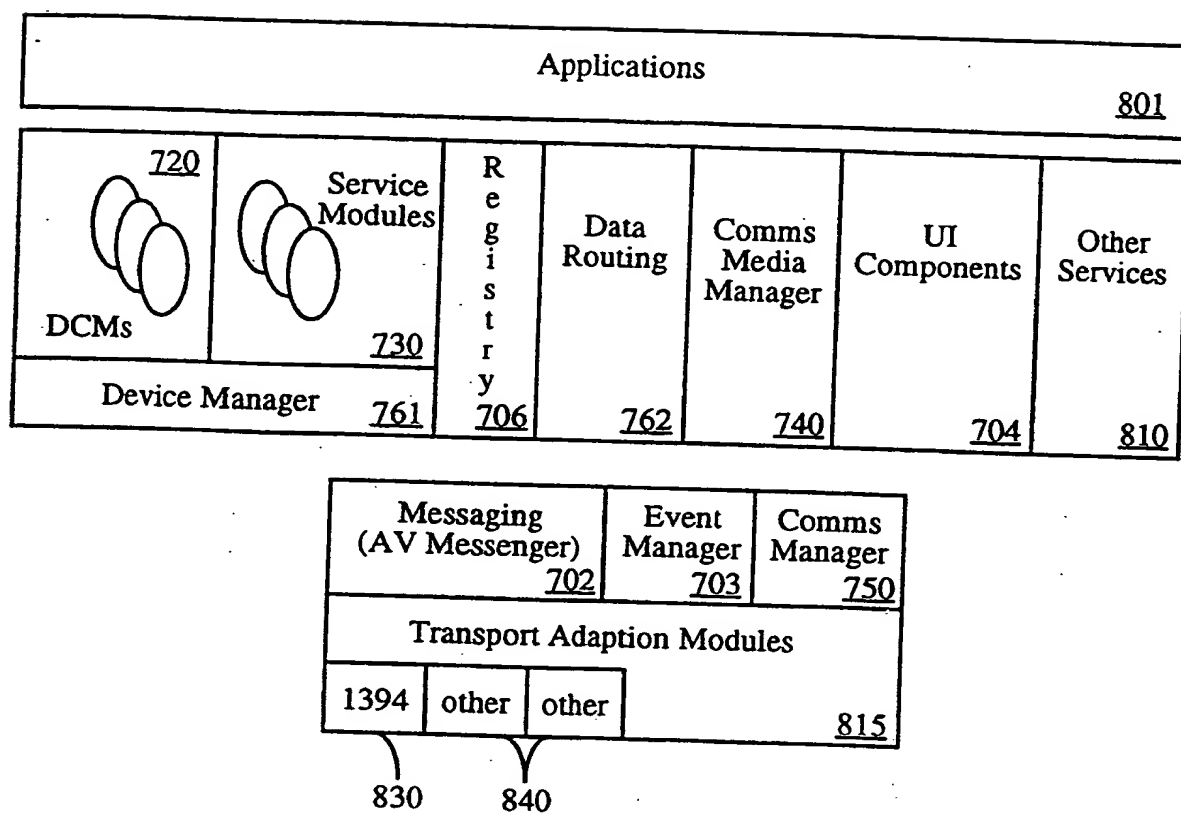 Applications
801
720
DCMs
Service
Modules
730
Device Manager
761
Registry
706
Data
Routing
762
Comms
Media
Manager
740
UI
Components
704
Other
Services
810
Messaging
(AV Messenger)
702
Event
Manager
703
Comms
Manager
750
Transport Adaption Modules
1394
other
other
815
830
840